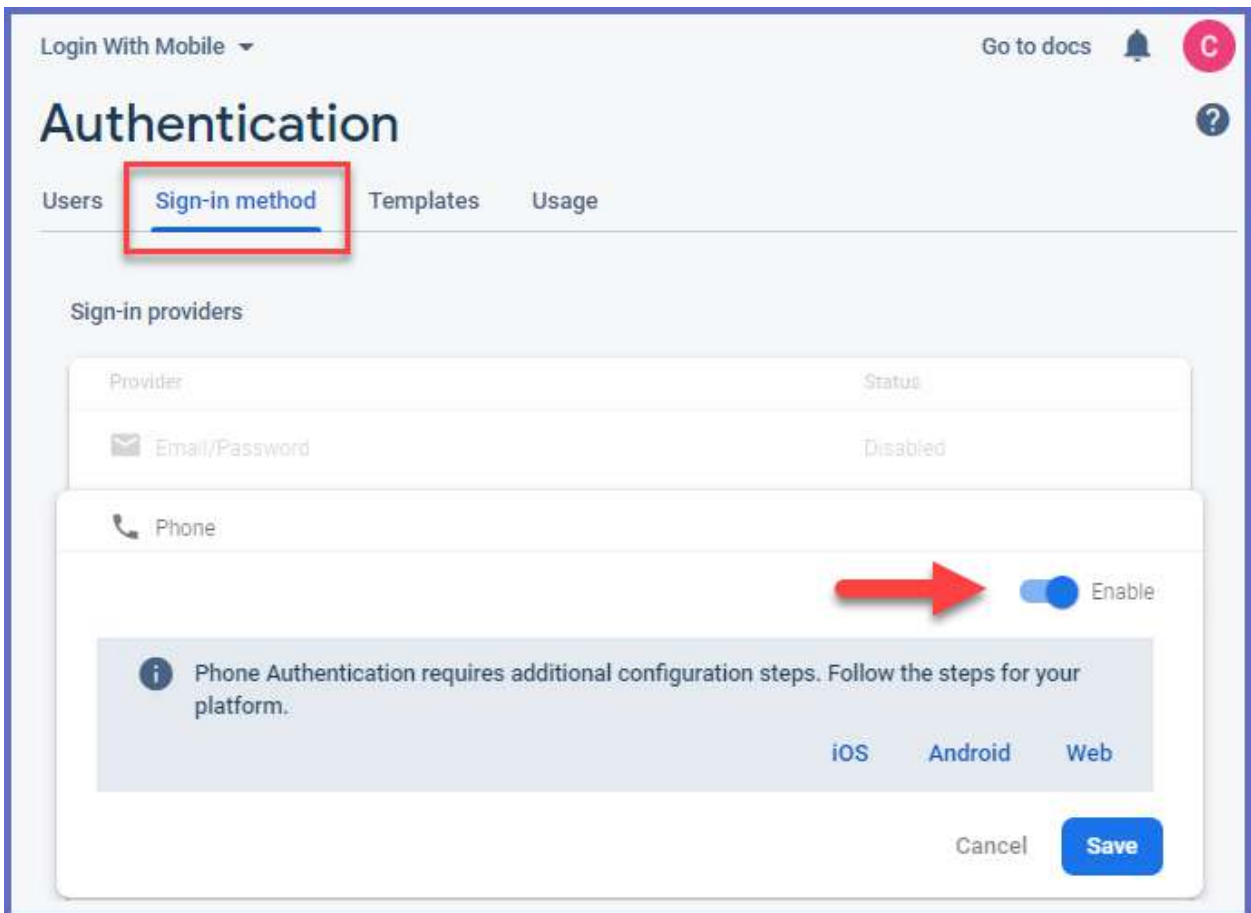 Login With Mobile
Go to docs
C
Authentication
?
Users Sign-in method Templates Usage
Sign-in providers
Provider Status
Email/Password Disabled
Phone
Enable
i Phone Authentication requires additional configuration steps. Follow the steps for your
platform.
iOS Android Web
Cancel Save